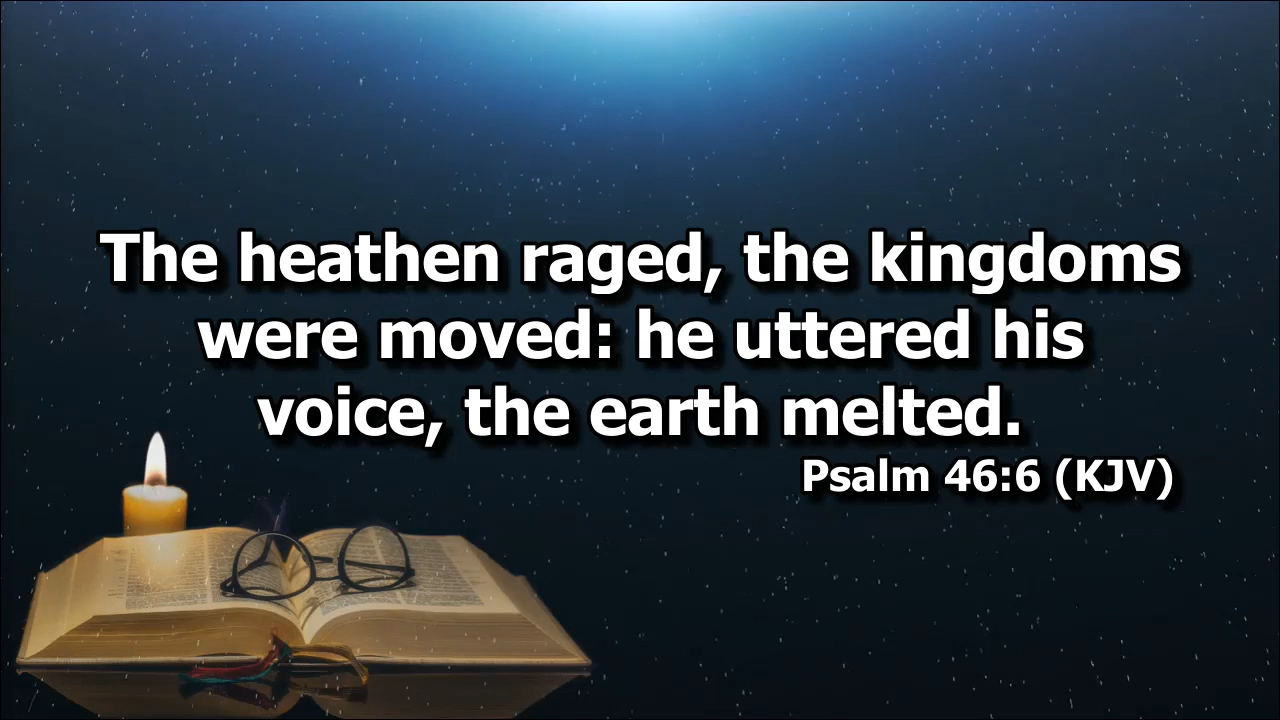 The heathen raged, the kingdoms
were moved: he uttered his
voice, the earth melted.
Psalm 46:6 (KJV)